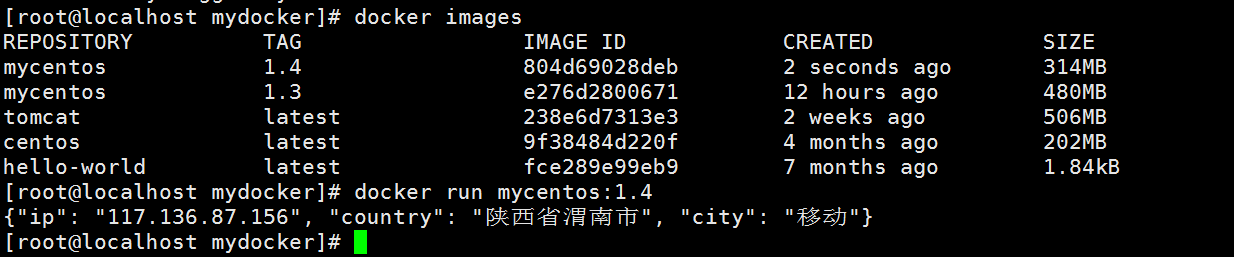 [root@localhost mydocker]# docker images
REPOSITORY TAG IMAGE ID CREATED SIZE
mycentos 1.4 804d69028deb 2 seconds ago 314MB
mycentos 1.3 e276d2800671 12 hours ago 480MB
tomcat latest 238e6d7313e3 2 weeks ago 506MB
centos latest 9f38484d220f 4 months ago 202MB
hello-world latest fce289e99eb9 7 months ago 1.84kB
[root@localhost mydocker]# docker run mycentos:1.4
{"ip": "117.136.87.156", "country": "陕西省渭南市", "city": "移动"}
[root@localhost mydocker]#